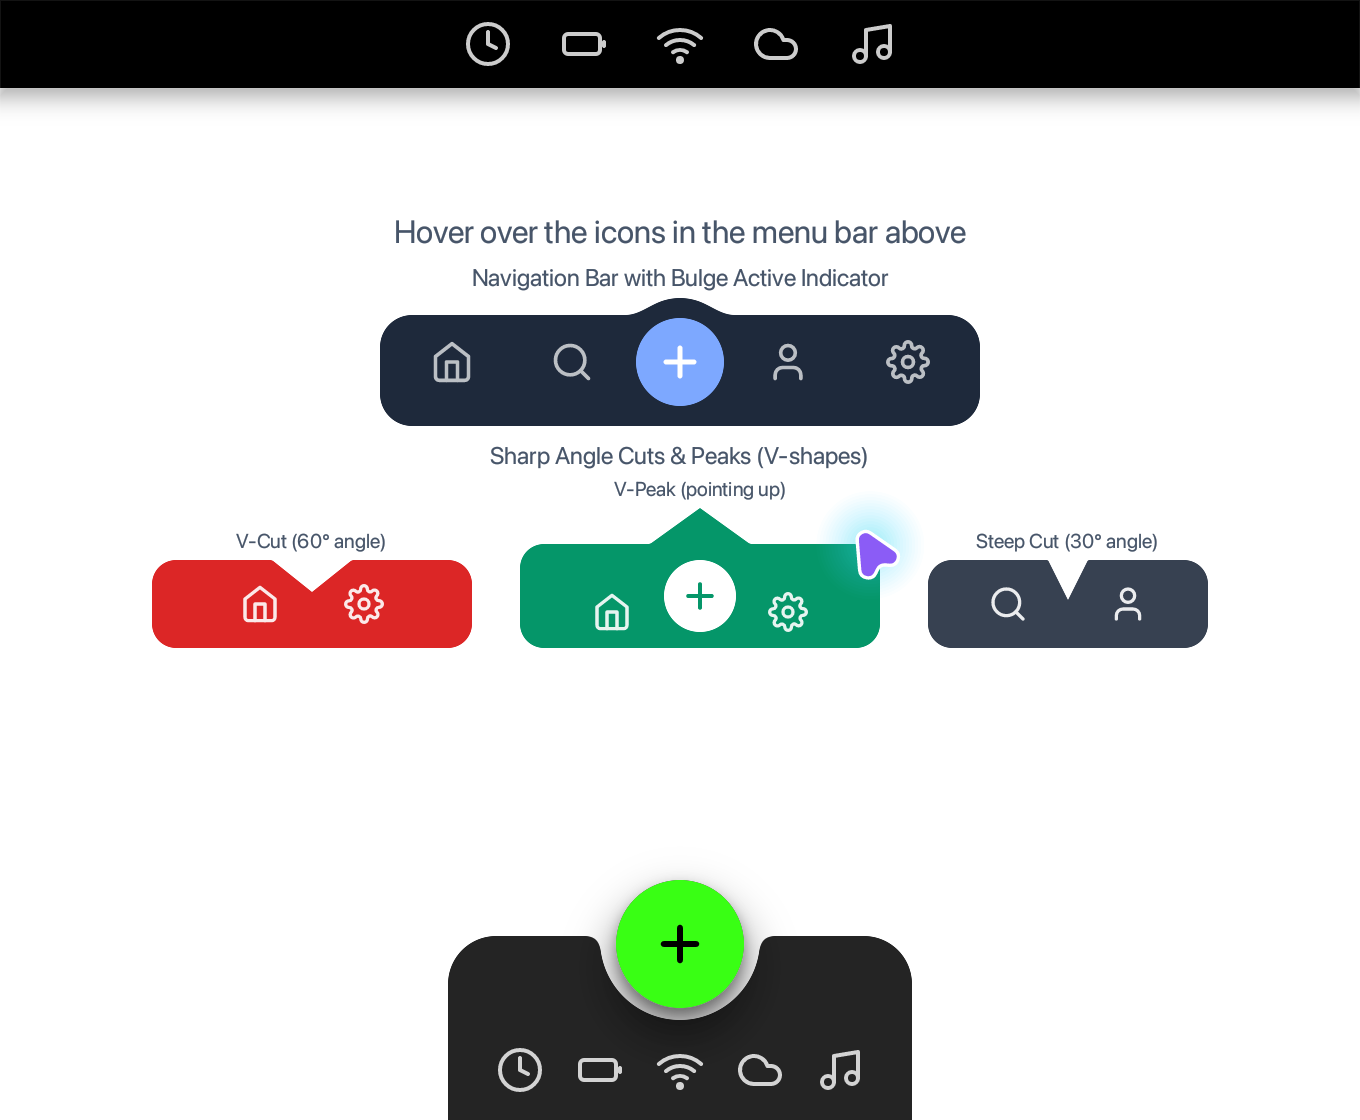 Hover over the icons in the menu bar above
Navigation Bar with Bulge Active Indicator
Sharp Angle Cuts & Peaks (V-shapes)
V-Peak (pointing up)
V-Cut (60° angle)
Steep Cut (30° angle)